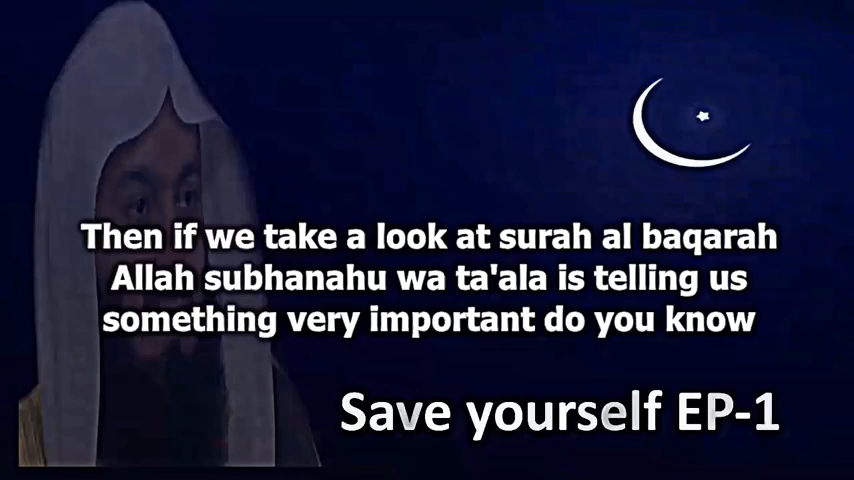 Then if we take a look at surah al baqarah
Allah subhanahu wa ta'ala is telling us
something very important do you know
Save yourself EP-1